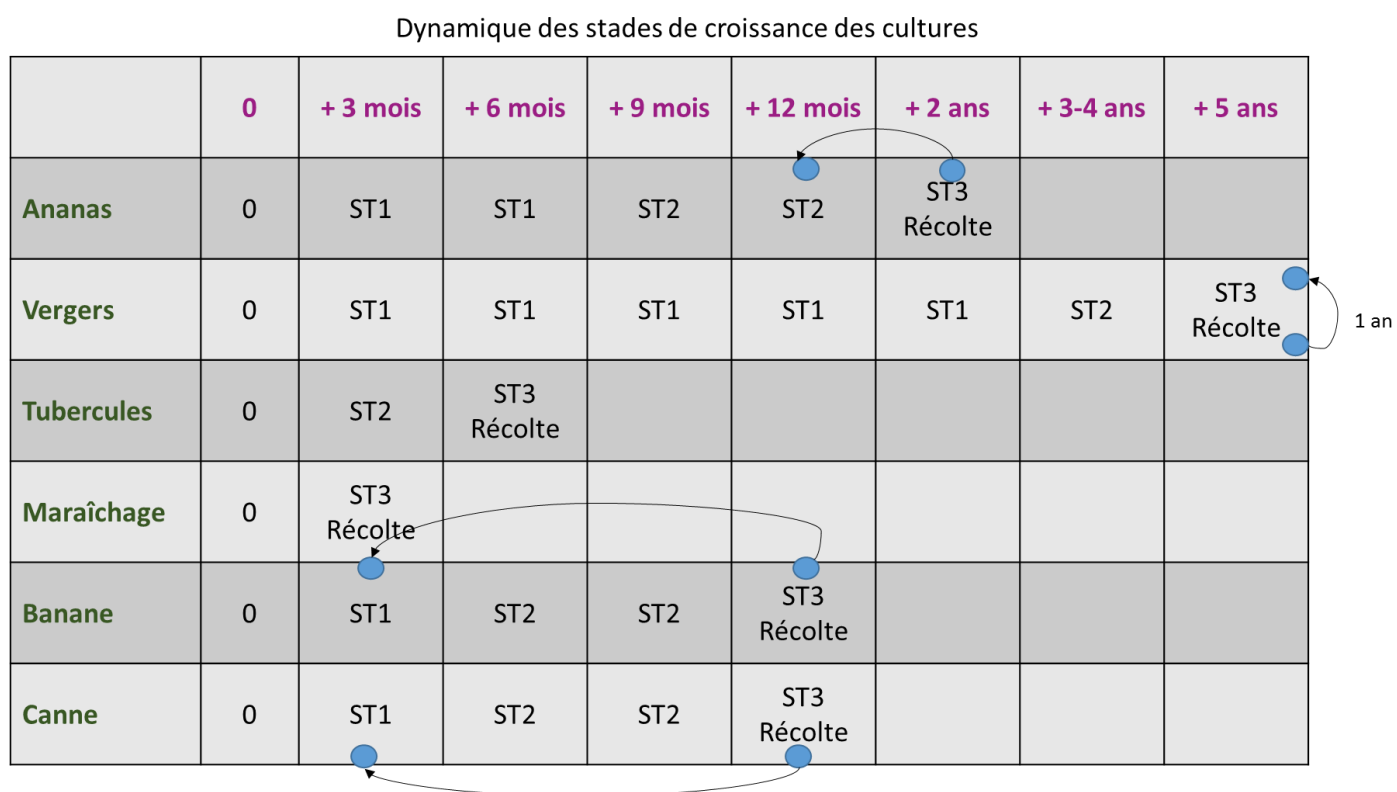 Dynamique des stades de croissance des cultures
0 + 3 mois + 6 mois + 9 mois + 12 mois + 2 ans + 3-4 ans + 5 ans
Ananas 0 ST1 ST1 ST2 ST2 ST3
Récolte
Vergers 0 ST1 ST1 ST1 ST1 ST1 ST2 ST3
Récolte
1 an
Tubercules 0 ST2 ST3
Récolte
Maraîchage 0 ST3
Récolte
Banane 0 ST1 ST2 ST2 ST3
Récolte
Canne 0 ST1 ST2 ST2 ST3
Récolte